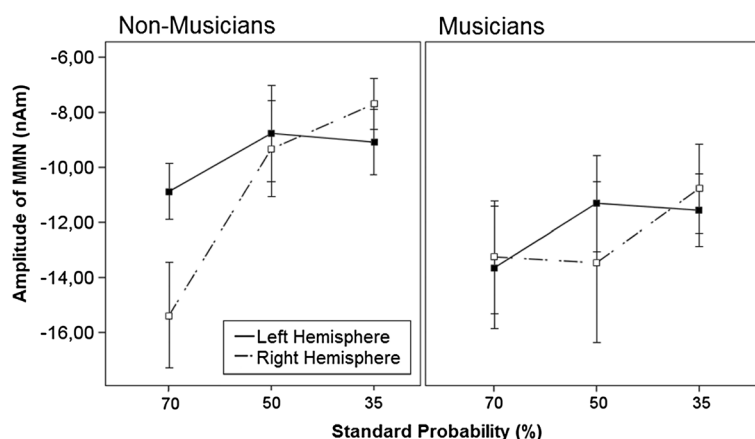 Non-Musicians
Musicians
Amplitude of MMN (nAm)
-6,00
-8,00
-10,00
-12,00
-14,00
-16,00
Left Hemisphere
Right Hemisphere
70 50 35 70 50 35
Standard Probability (%)